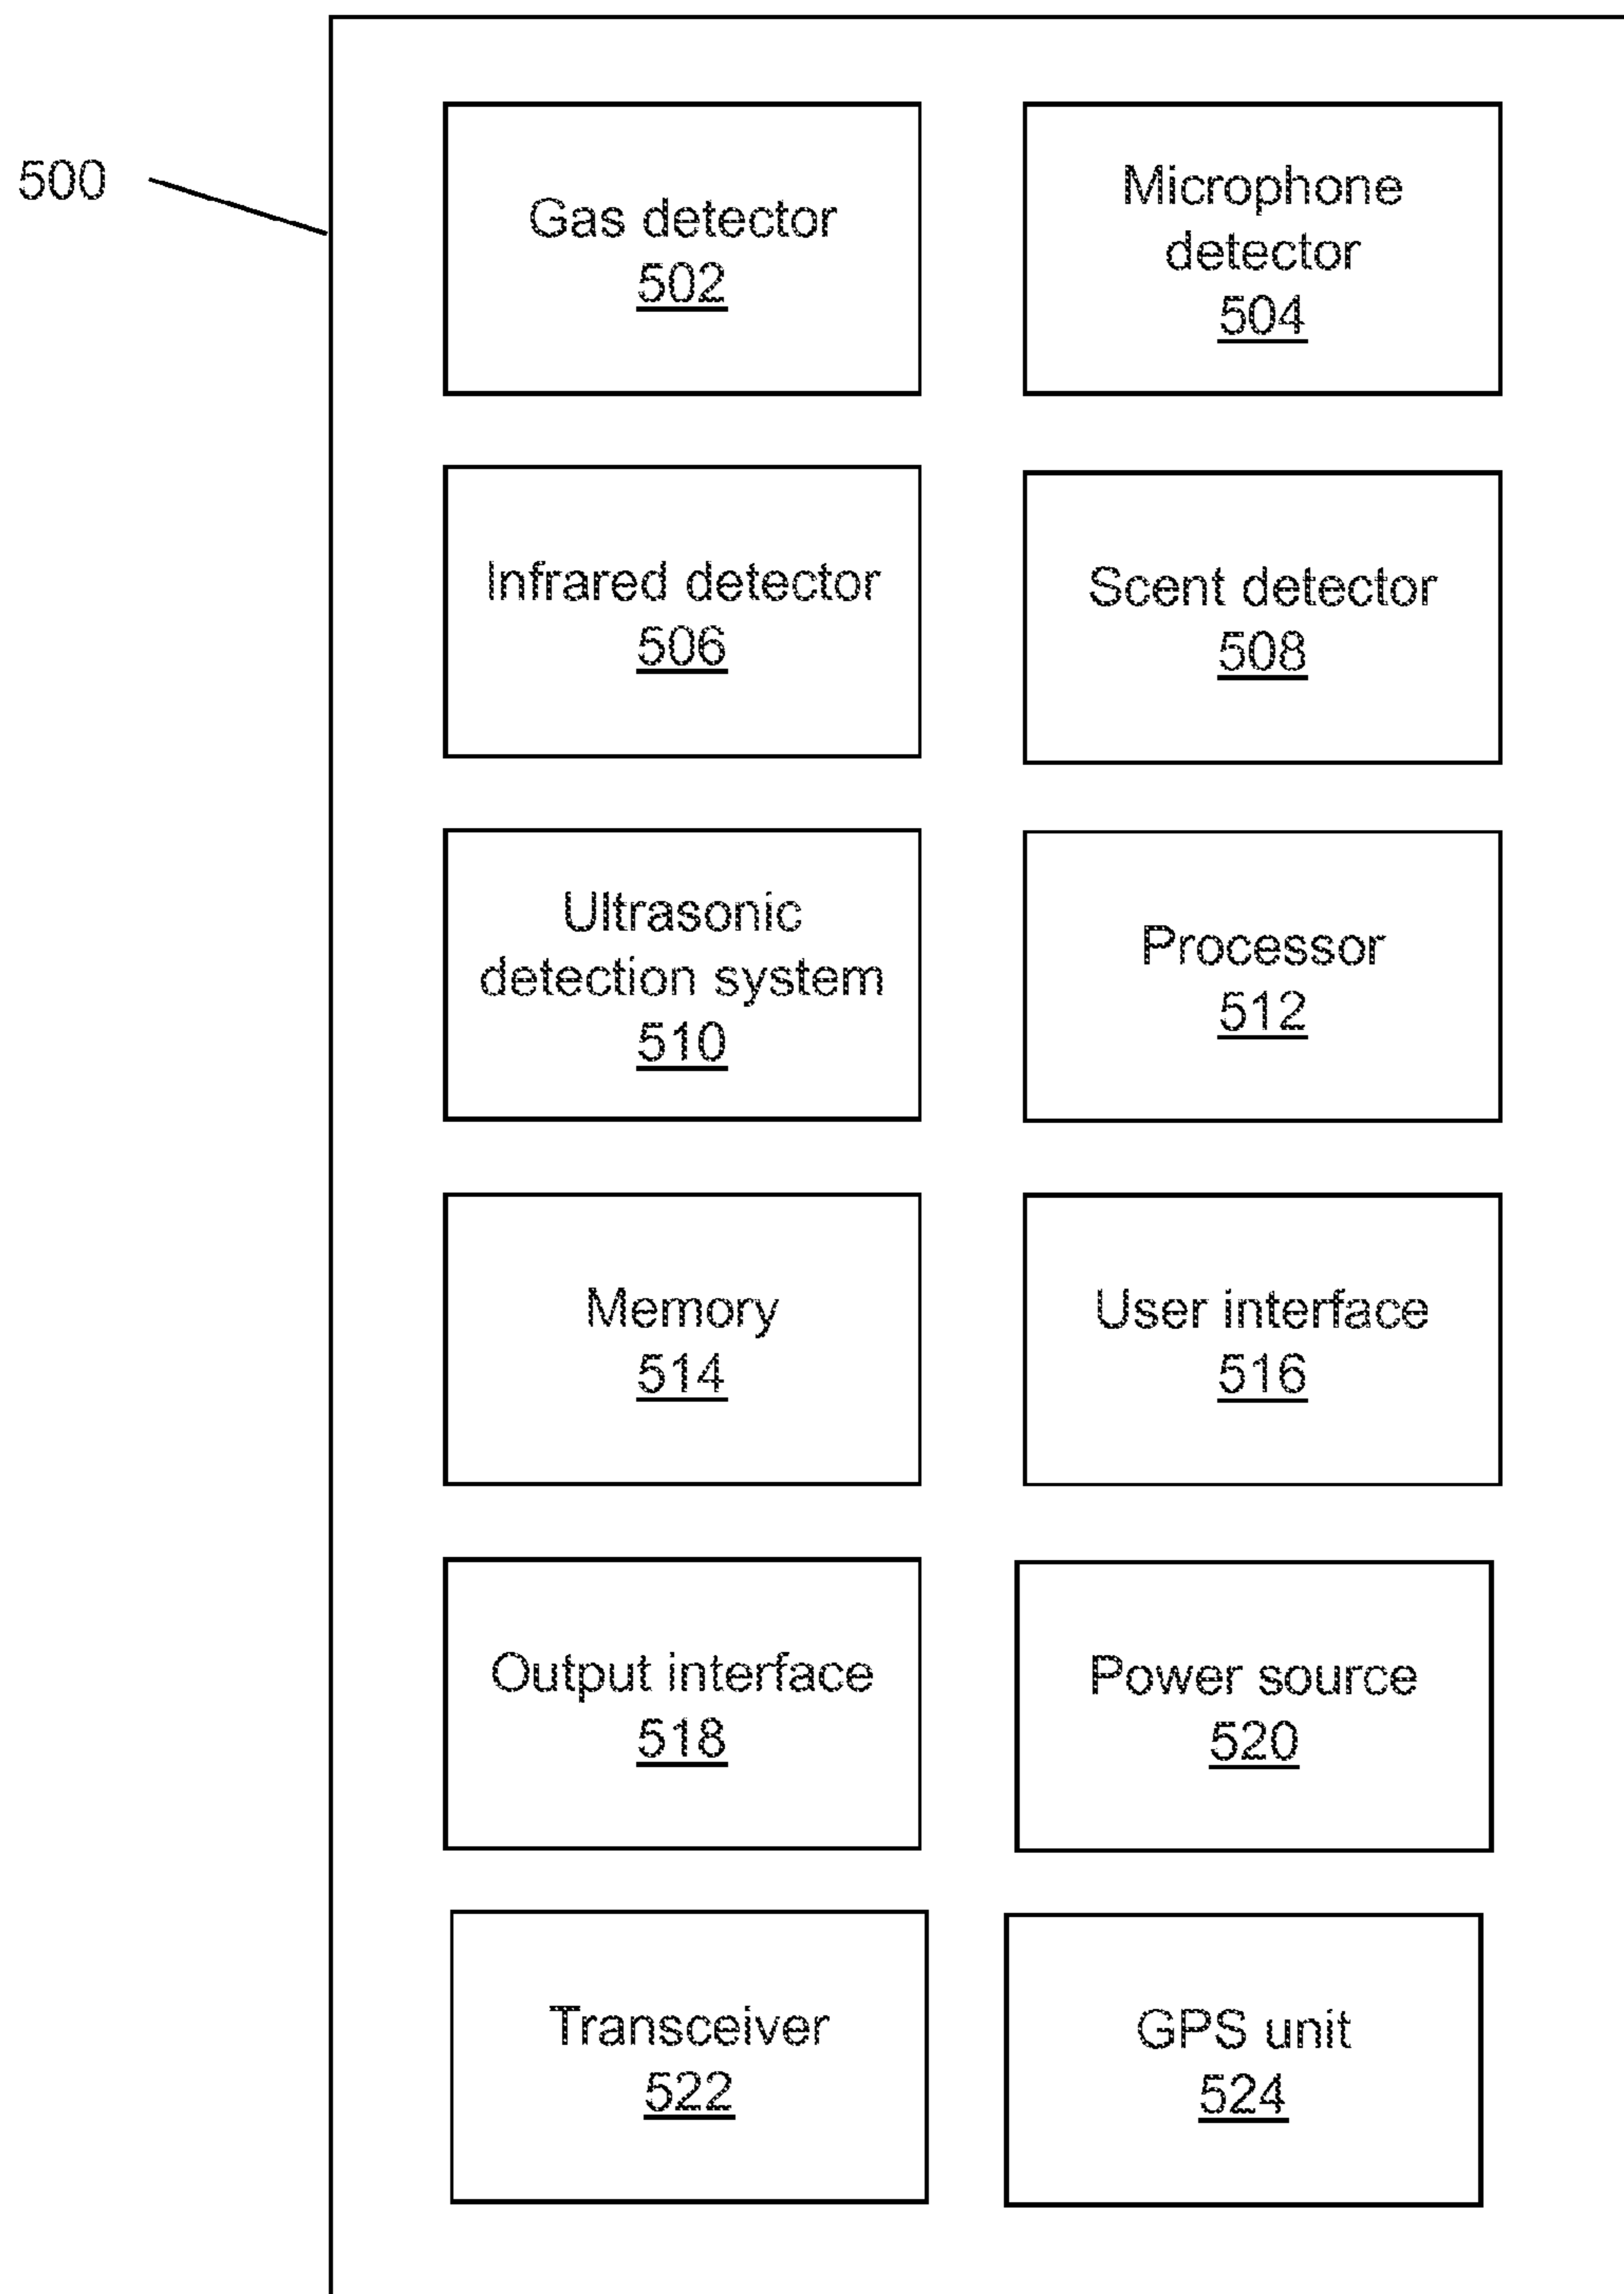 500
Gas detector
502
Microphone
detector
504
Infrared detector
506
Scent detector
508
Ultrasonic
detection system
510
Processor
512
Memory
514
User interface
516
Output interface
518
Power source
520
Transceiver
522
GPS unit
524